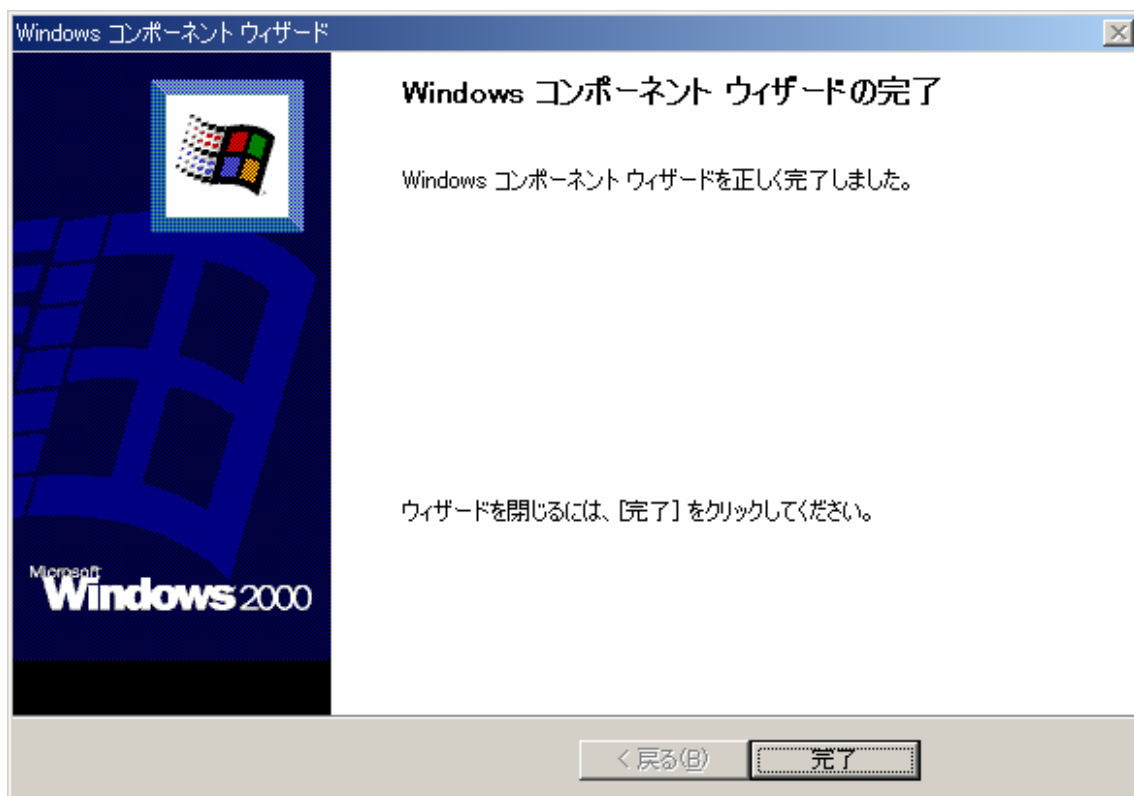 Windows コンポーネント ウィザード
Windows コンポーネント ウィザードの完了
Windows コンポーネント ウィザードを正しく完了しました。
ウィザードを閉じるには、[完了] をクリックしてください。
Microsoft
Windows 2000
< 戻る(B)
完了